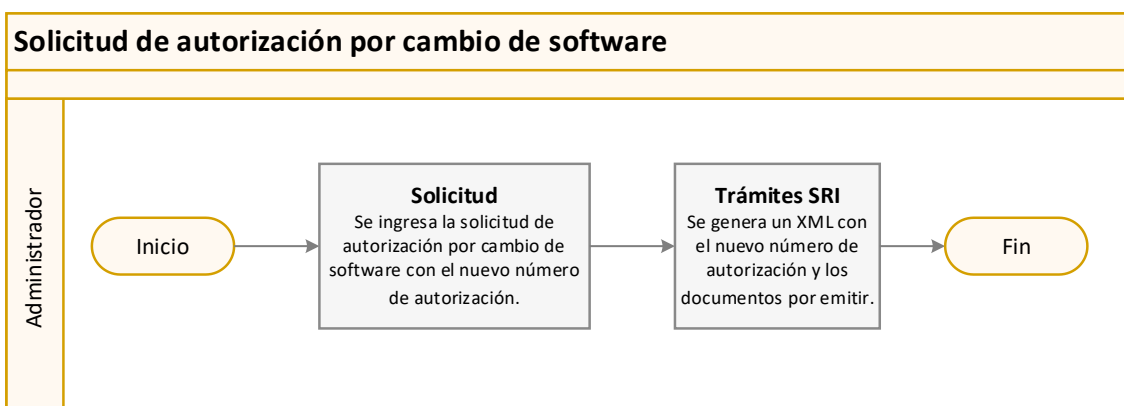 Solicitud de autorización por cambio de software
Administrador
Inicio
Solicitud
Se ingresa la solicitud de
autorización por cambio de
software con el nuevo número
de autorización.
Trámites SRI
Se genera un XML con
el nuevo número de
autorización y los
documentos por emitir.
Fin